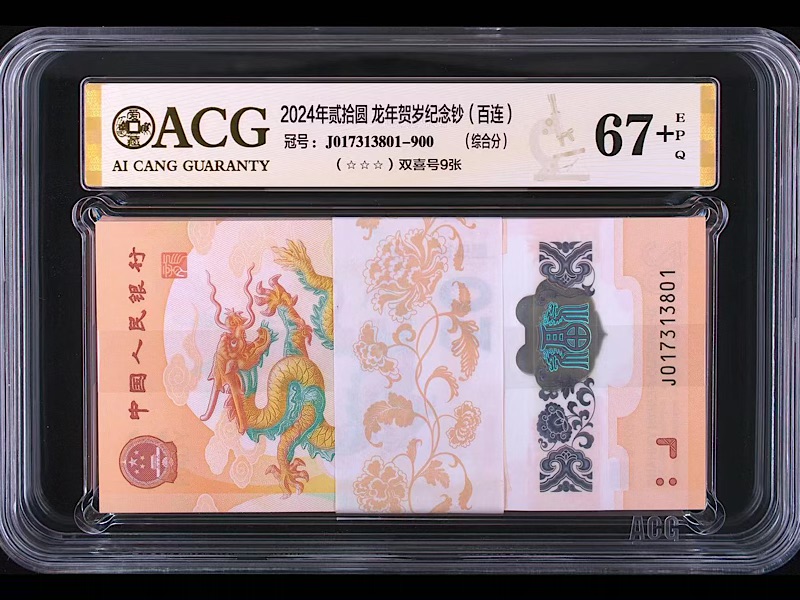 ACG
AI CANG GUARANTY
2024年贰拾圆 龙年贺岁纪念钞(百连)
冠号:J017313801-900 (综合分)
(☆☆☆)双喜号9张
67+
EPQ
中国人民银行
J017313801
ACG